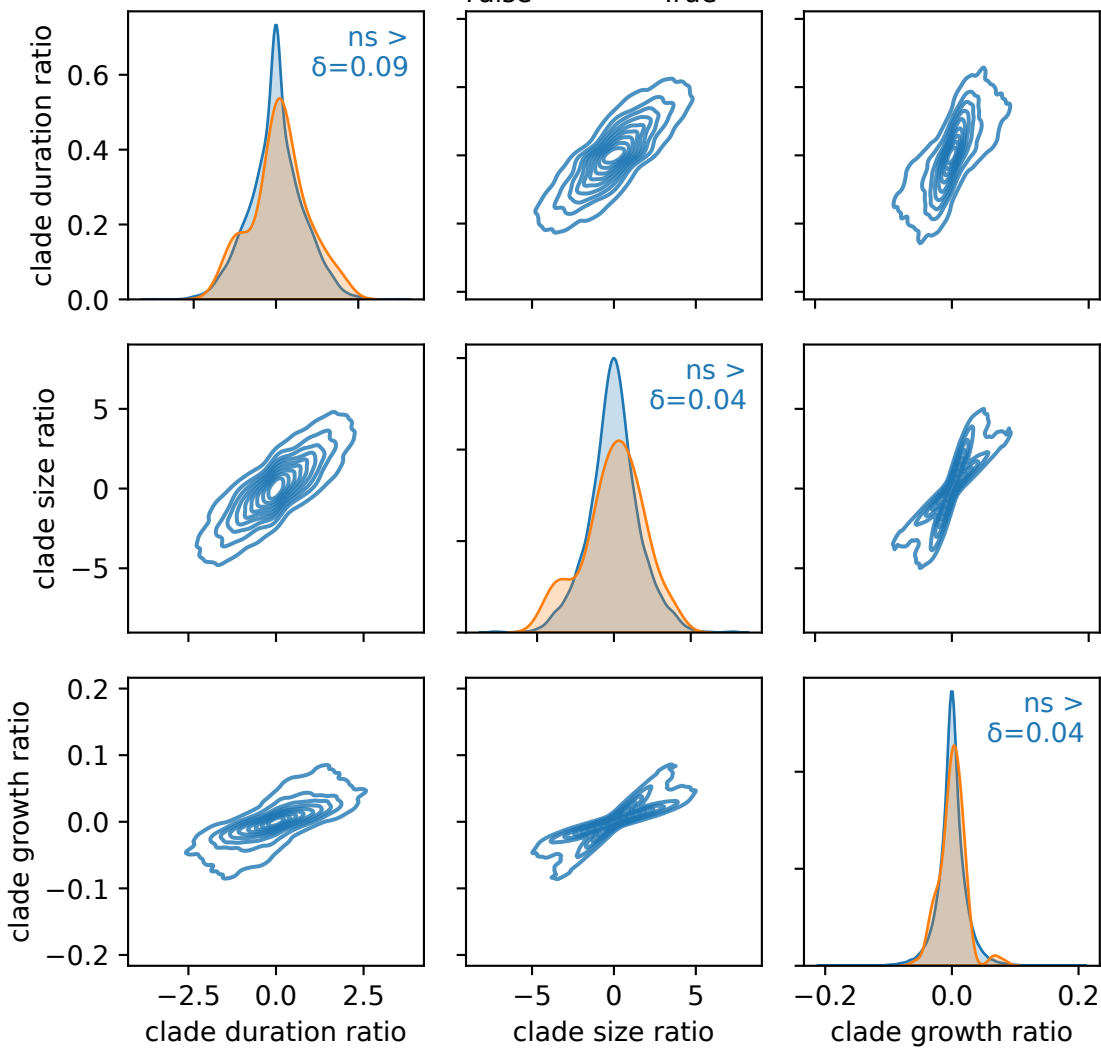 False True
clade duration ratio
0.6
0.4
0.2
0.0
ns >
δ=0.09
clade size ratio
5
0
−5
ns >
δ=0.04
clade growth ratio
0.2
0.1
0.0
−0.1
−0.2
ns >
δ=0.04
−2.5 0.0 2.5
clade duration ratio
−5 0 5
clade size ratio
−0.2 0.0 0.2
clade growth ratio